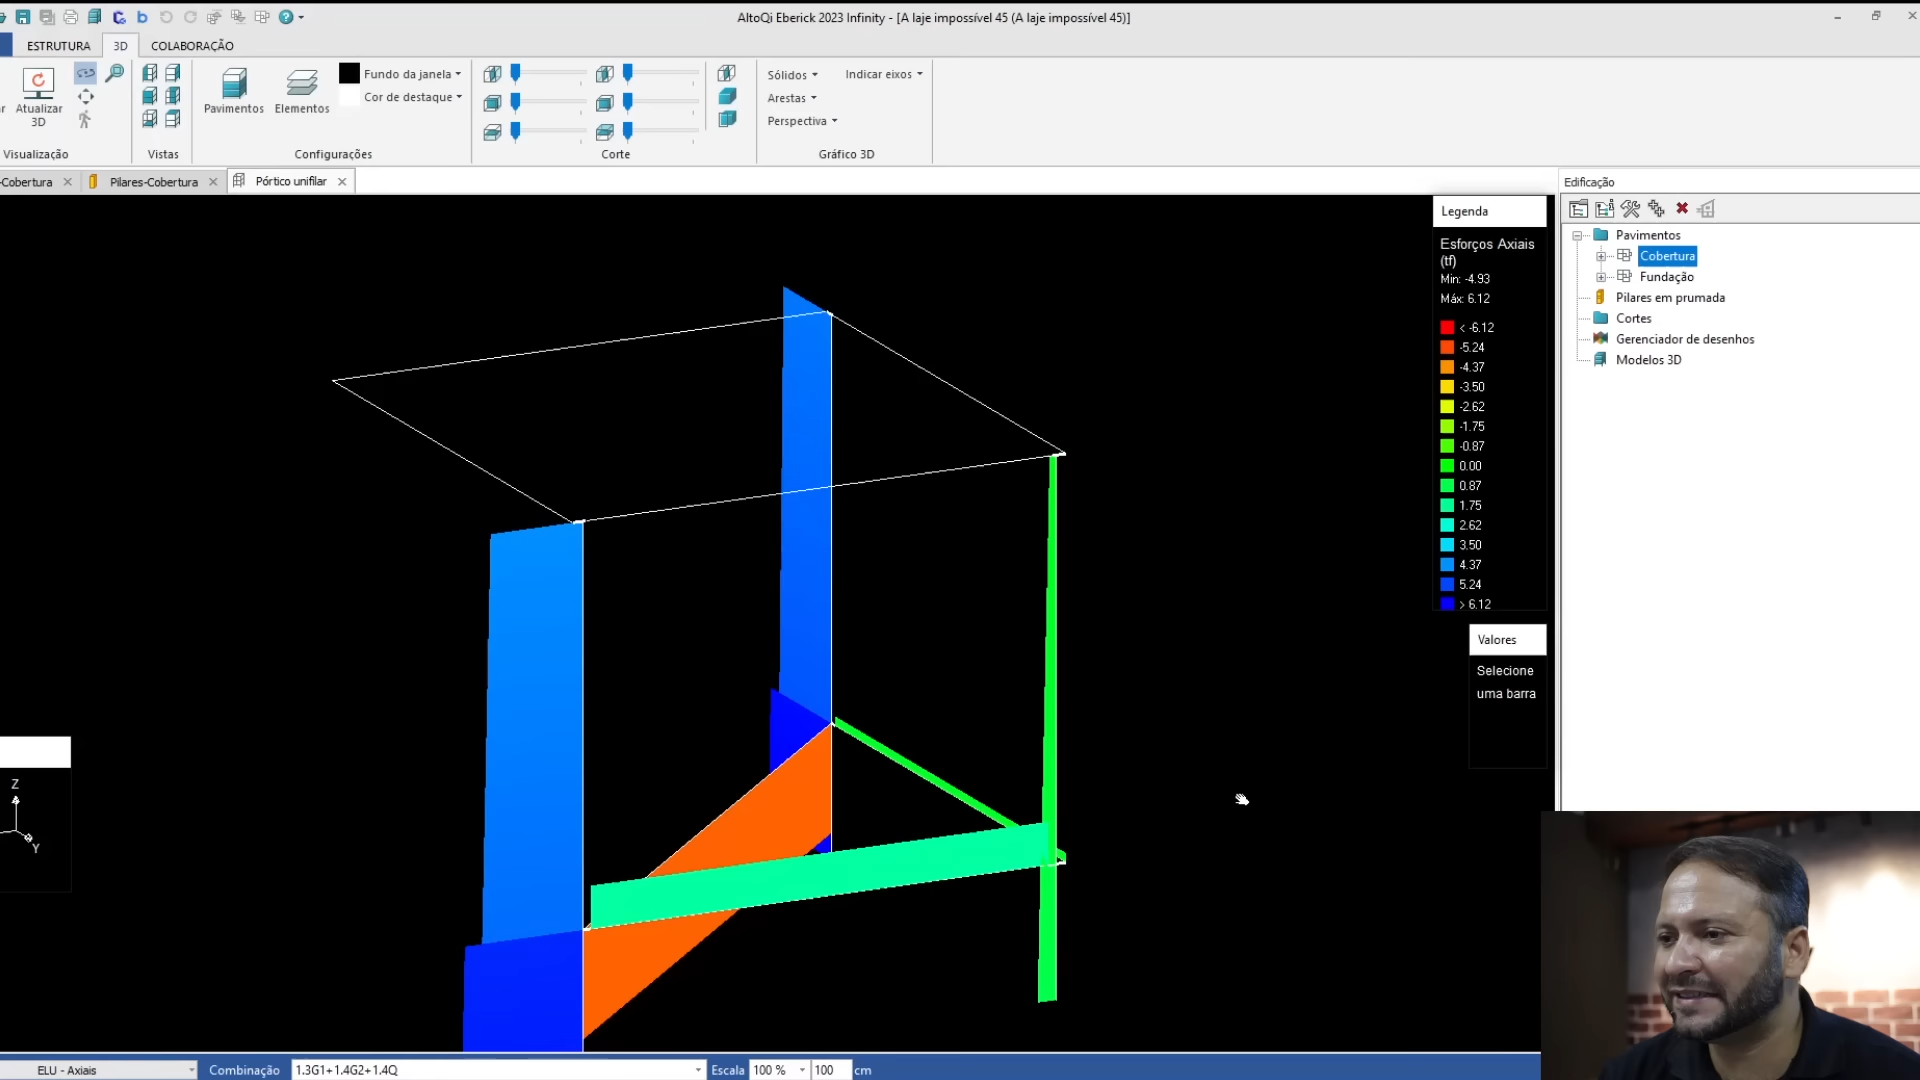 AltoQi Eberick 2023 Infinity - [A laje impossível 45 (A laje impossível 45)]
ESTRUTURA
3D
COLABORAÇÃO
Atualizar
3D
Pavimentos
Elementos
Fundo da janela
Cor de destaque
Sólidos
Indicar eixos
Arestas
Perspectiva
Visualização
Vistas
Configurações
Corte
Gráfico 3D
-Cobertura
Pilares-Cobertura
Pórtico unifilar
Edificação
Pavimentos
Cobertura
Fundação
Pilares em prumada
Cortes
Gerenciador de desenhos
Modelos 3D
Legenda
Esforços Axiais
(tf)
Min: -4.93
Máx: 6.12
< -6.12
-5.24
-4.37
-3.50
-2.62
-1.75
-0.87
0.00
0.87
1.75
2.62
3.50
4.37
5.24
> 6.12
Valores
Selecione
uma barra
Z
Y
ELU - Axiais
Combinação
1.3G1+1.4G2+1.4Q
Escala
100 %
100
cm